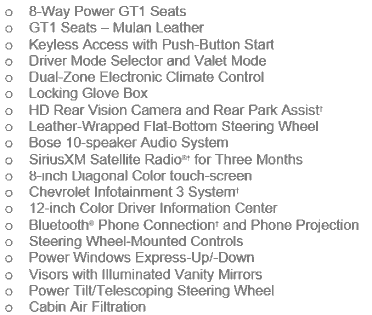 o 8-Way Power GT1 Seats
o GT1 Seats – Mulan Leather
o Keyless Access with Push-Button Start
o Driver Mode Selector and Valet Mode
o Dual-Zone Electronic Climate Control
o Locking Glove Box
o HD Rear Vision Camera and Rear Park Assist†
o Leather-Wrapped Flat-Bottom Steering Wheel
o Bose 10-speaker Audio System
o SiriusXM Satellite Radio®† for Three Months
o 8-inch Diagonal Color touch-screen
o Chevrolet Infotainment 3 System†
o 12-inch Color Driver Information Center
o Bluetooth® Phone Connection† and Phone Projection
o Steering Wheel-Mounted Controls
o Power Windows Express-Up/-Down
o Visors with Illuminated Vanity Mirrors
o Power Tilt/Telescoping Steering Wheel
o Cabin Air Filtration